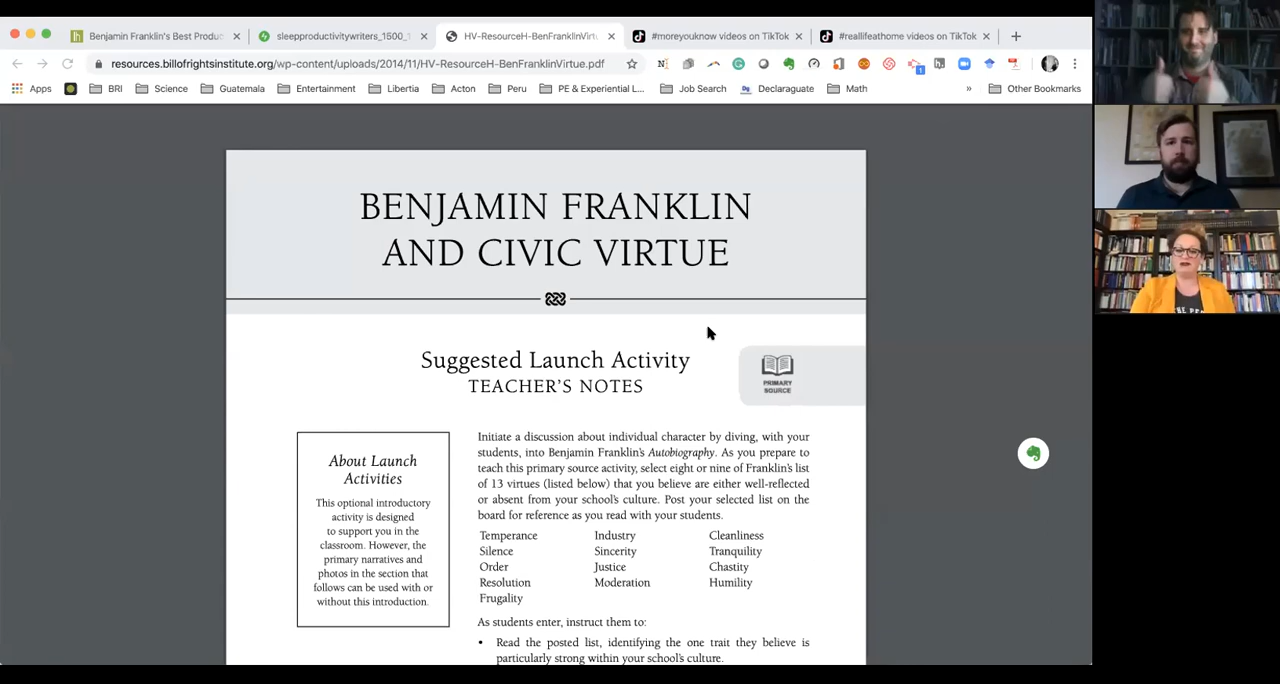 Benjamin Franklin's Best Produc
sleepproductivitywriters_1500_1
HV-ResourceH-BenFranklinVirtu
#moreyouknow videos on TikTok
#reallifeathome videos on TikTok
resources.billofrightsinstitute.org/wp-content/uploads/2014/11/HV-ResourceH-BenFranklinVirtue.pdf
Apps
BRI
Science
Guatemala
Entertainment
Libertia
Acton
Peru
PE & Experiential L...
Job Search
Declaraguate
Math
»
Other Bookmarks
BENJAMIN FRANKLIN
AND CIVIC VIRTUE
Suggested Launch Activity
TEACHER'S NOTES
PRIMARY
SOURCE
About Launch
Activities
This optional introductory
activity is designed
to support you in the
classroom. However, the
primary narratives and
photos in the section that
follows can be used with or
without this introduction.
Initiate a discussion about individual character by diving, with your
students, into Benjamin Franklin's Autobiography. As you prepare to
teach this primary source activity, select eight or nine of Franklin's list
of 13 virtues (listed below) that you believe are either well-reflected
or absent from your school's culture. Post your selected list on the
board for reference as you read with your students.
Temperance Industry Cleanliness
Silence Sincerity Tranquility
Order Justice Chastity
Resolution Moderation Humility
Frugality
As students enter, instruct them to:
• Read the posted list, identifying the one trait they believe is
particularly strong within your school's culture.